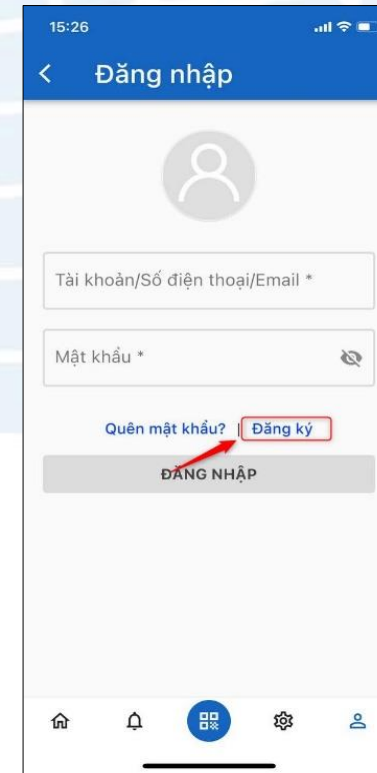 15:26
Đăng nhập
Tài khoản/Số điện thoại/Email *
Mật khẩu *
Quên mật khẩu? | Đăng ký
ĐĂNG NHẬP